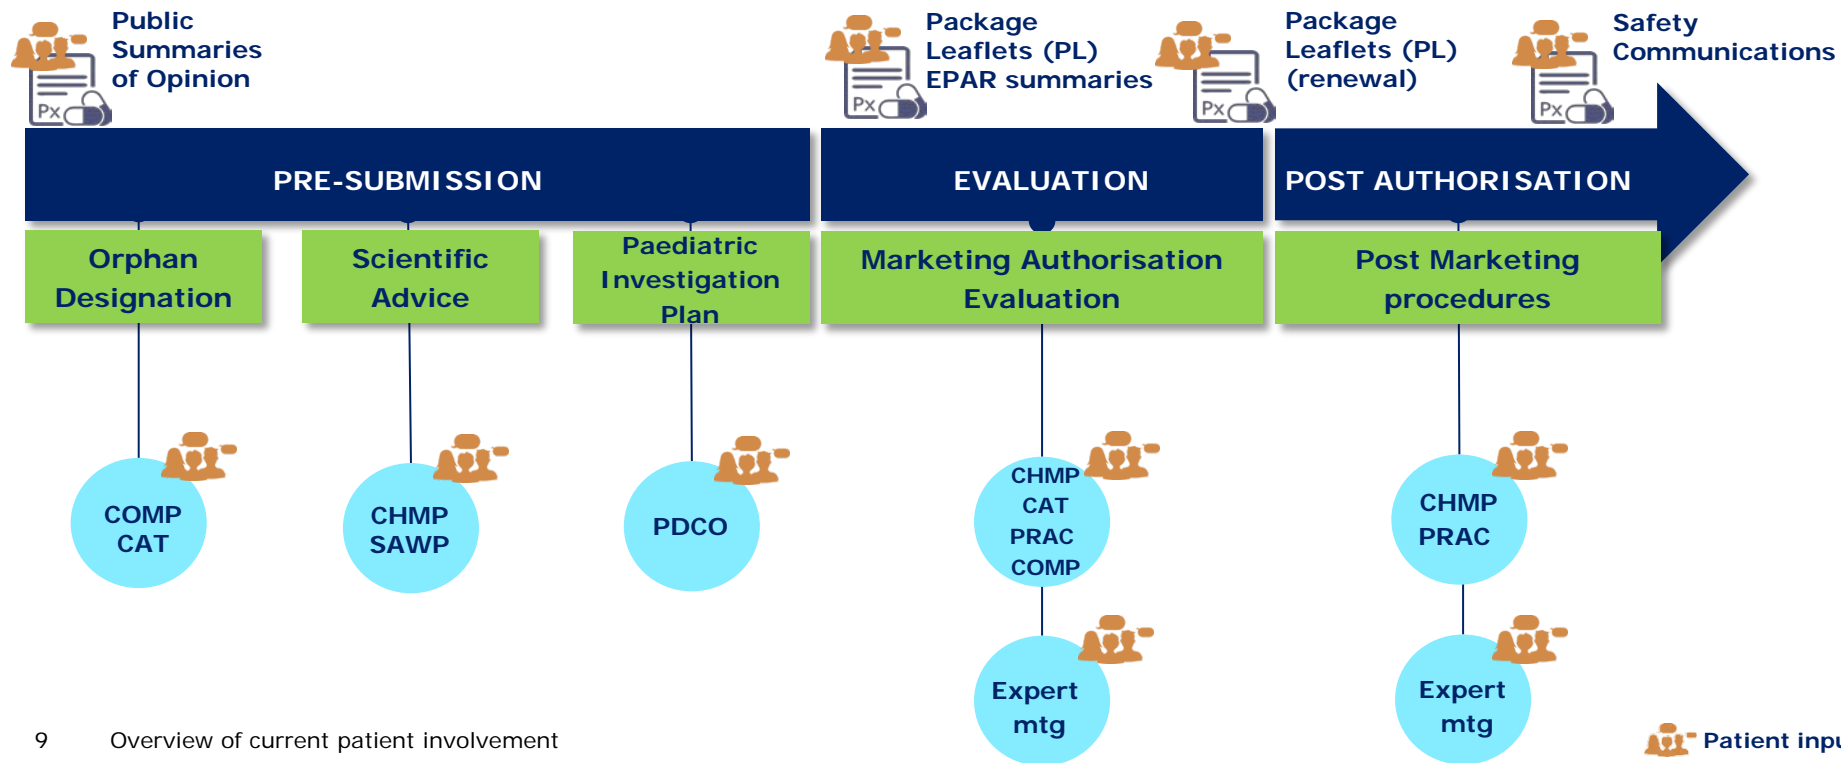 Public
Summaries
of Opinion
Package
Leaflets (PL)
EPAR summaries
Package
Leaflets (PL)
(renewal)
Safety
Communications
Px
Px
Px
Px
PRE-SUBMISSION
EVALUATION
POST AUTHORISATION
Orphan
Designation
Scientific
Advice
Paediatric
Investigation
Plan
Marketing Authorisation
Evaluation
Post Marketing
procedures
COMP
CAT
CHMP
SAWP
PDCO
CHMP
CAT
PRAC
COMP
CHMP
PRAC
Expert
mtg
Expert
mtg
9 Overview of current patient involvement
Patient inpu